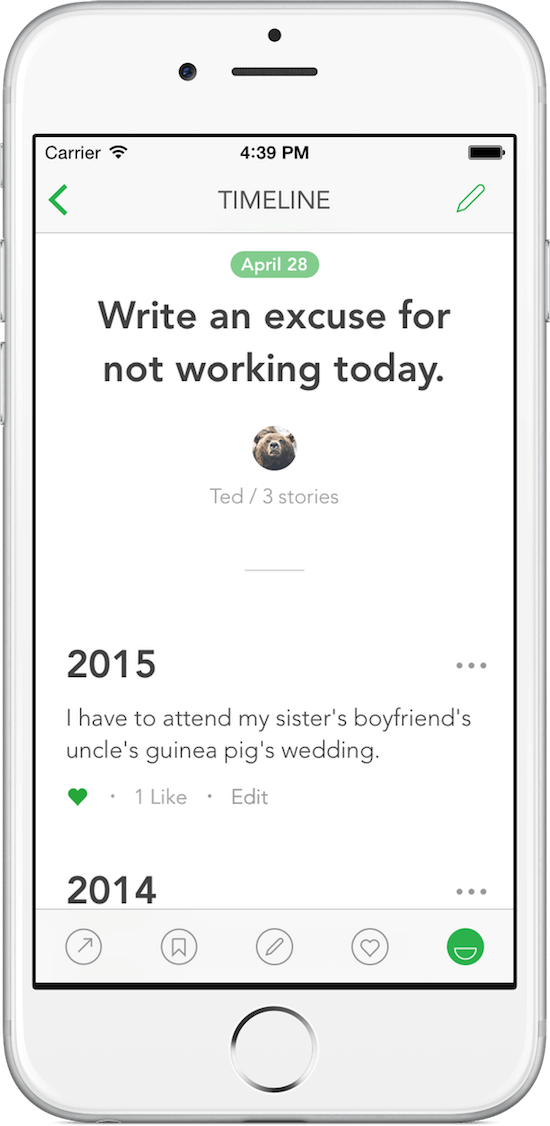 Carrier 4:39 PM
TIMELINE
April 28
Write an excuse for
not working today.
Ted / 3 stories
2015
I have to attend my sister's boyfriend's
uncle's guinea pig's wedding.
· 1 Like · Edit
2014